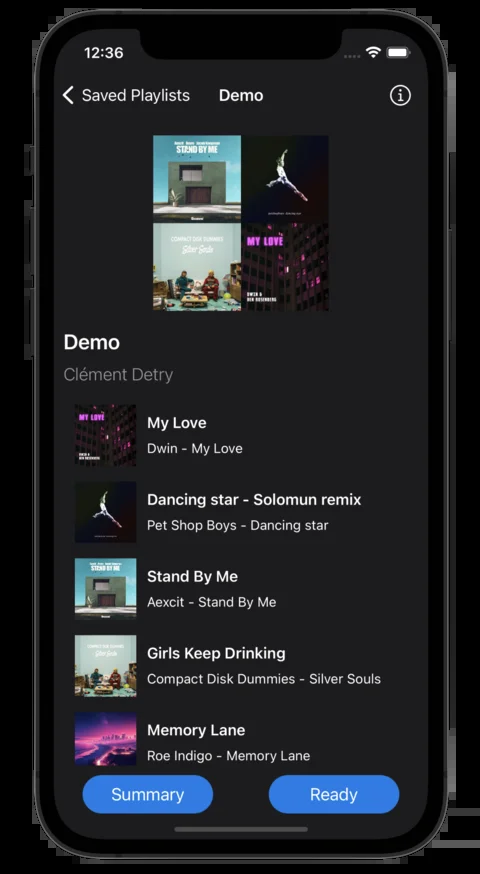 12:36
Saved Playlists
Demo
STAND BY ME
COMPACT DISK DUMMIES
Silver Souls
MY LOVE
DWIN &
BEN ROSENBERG
Demo
Clément Detry
MY LOVE
My Love
Dwin - My Love
Dancing star - Solomun remix
Pet Shop Boys - Dancing star
STAND BY ME
Stand By Me
Aexcit - Stand By Me
Girls Keep Drinking
Compact Disk Dummies - Silver Souls
Memory Lane
Roe Indigo - Memory Lane
Summary
Ready